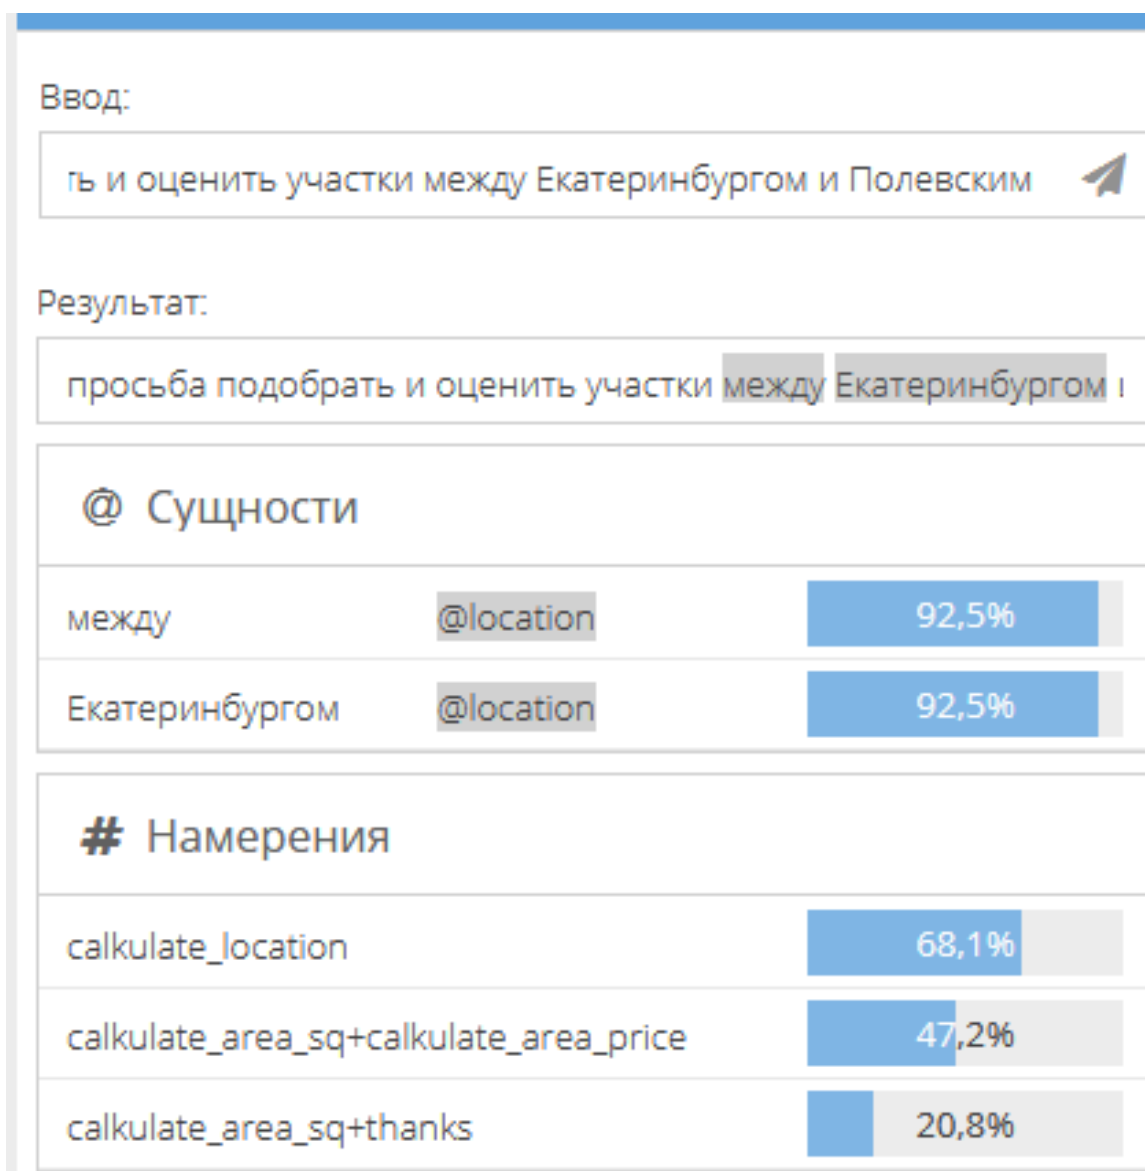 Ввод:
ть и оценить участки между Екатеринбургом и Полевским
Результат:
просьба подобрать и оценить участки между Екатеринбургом и
@ Сущности
между @location 92,5%
Екатеринбургом @location 92,5%
# Намерения
calkulate_location 68,1%
calkulate_area_sq+calkulate_area_price 47,2%
calkulate_area_sq+thanks 20,8%